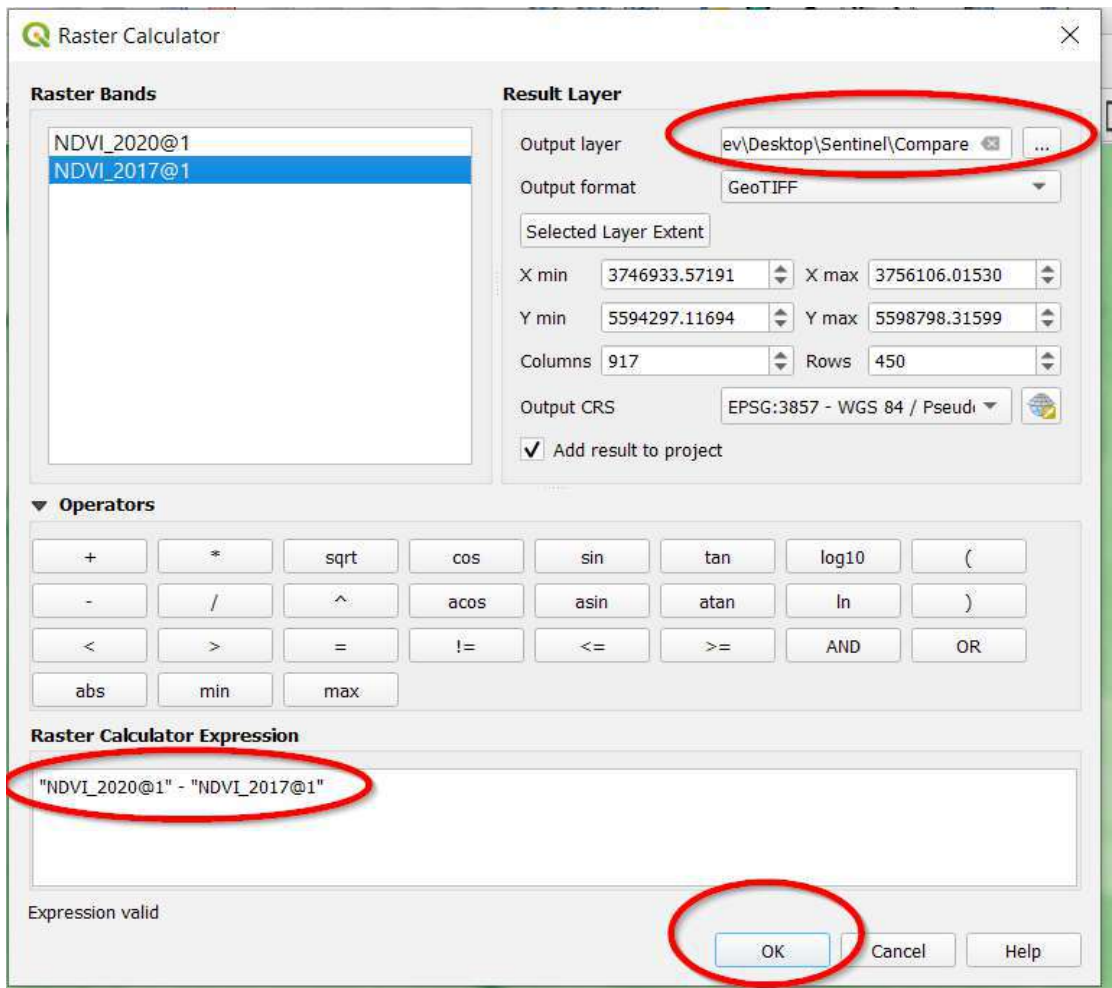 Raster Calculator
Raster Bands
NDVI_2020@1
NDVI_2017@1
Result Layer
Output layer ev\Desktop\Sentinel\Compare ...
Output format GeoTIFF
Selected Layer Extent
X min 3746933.57191 X max 3756106.01530
Y min 5594297.11694 Y max 5598798.31599
Columns 917 Rows 450
Output CRS EPSG:3857 - WGS 84 / Pseud
Add result to project
Operators
+ * sqrt cos sin tan log10 (
- / ^ acos asin atan ln )
< > = != <= >= AND OR
abs min max
Raster Calculator Expression
"NDVI_2020@1" - "NDVI_2017@1"
Expression valid
OK Cancel Help